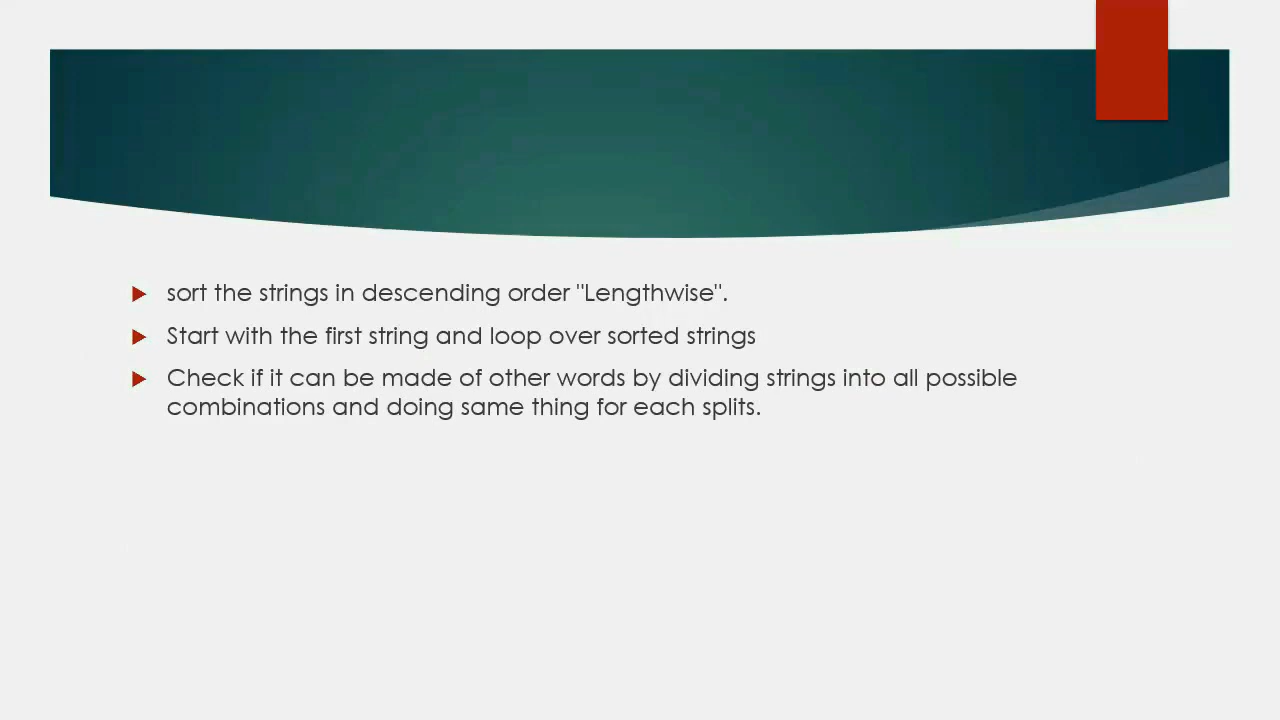 sort the strings in descending order "Lengthwise".
Start with the first string and loop over sorted strings
Check if it can be made of other words by dividing strings into all possible
combinations and doing same thing for each splits.